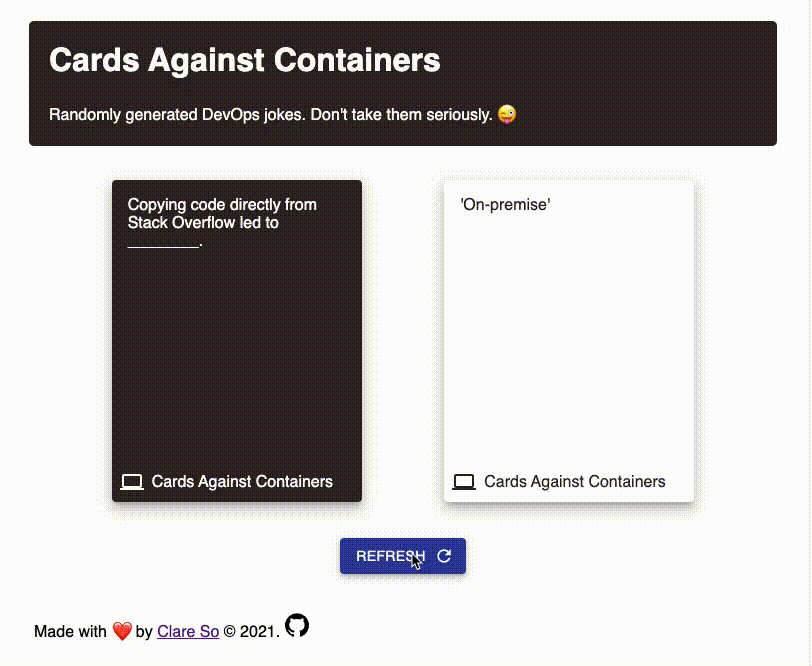 Cards Against Containers
Randomly generated DevOps jokes. Don't take them seriously. 😜
Copying code directly from
Stack Overflow led to
________.
Cards Against Containers
'On-premise'
Cards Against Containers
REFRESH
Made with ❤️ by Clare So © 2021.